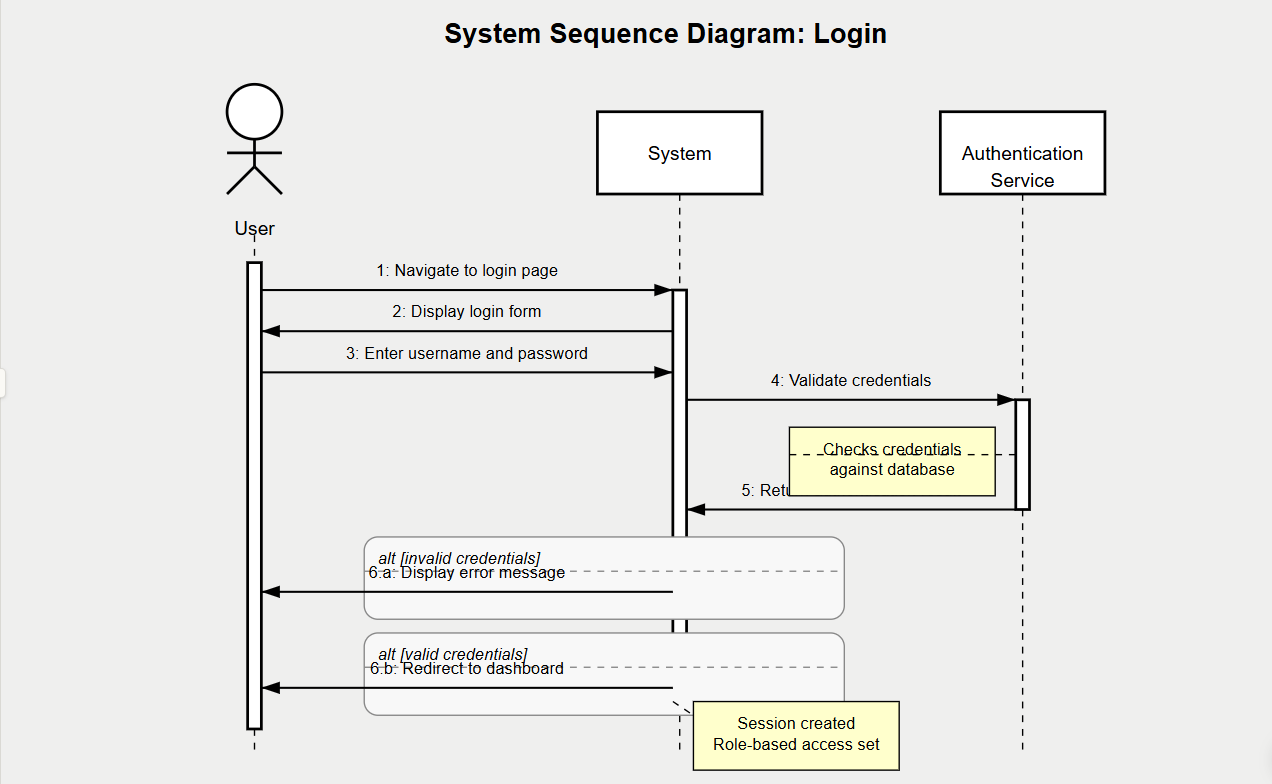 System Sequence Diagram: Login
User
System
Authentication
Service
1: Navigate to login page
2: Display login form
3: Enter username and password
4: Validate credentials
Checks credentials
against database
5:
alt [invalid credentials]
6.a: Display error message
alt [valid credentials]
6.b: Redirect to dashboard
Session created
Role-based access set